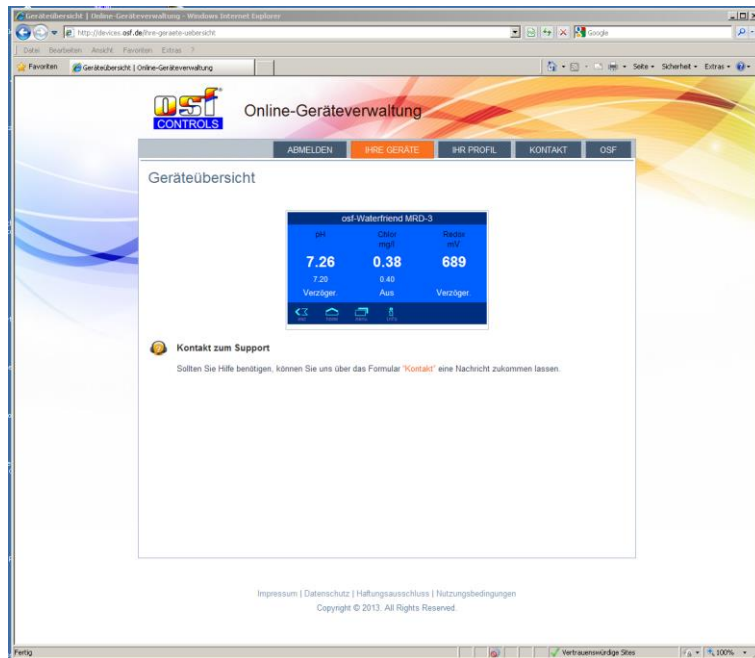 Geräteübersicht | Online-Geräteverwaltung - Windows Internet Explorer
http://devices.osf.de/ihre-geraete-uebersicht
Google
Datei Bearbeiten Ansicht Favoriten Extras ?
Favoriten
Geräteübersicht | Online-Geräteverwaltung
Seite
Sicherheit
Extras
osf
CONTROLS
Online-Geräteverwaltung
ABMELDEN
IHRE GERÄTE
IHR PROFIL
KONTAKT
OSF
Geräteübersicht
osf-Waterfriend MRD-3
pH Chlor Redox
mg/l mV
7.26 0.38 689
7.20 0.40
Verzöger. Aus Verzöger.
Kontakt zum Support
Sollten Sie Hilfe benötigen, können Sie uns über das Formular 'Kontakt' eine Nachricht zukommen lassen.
Impressum | Datenschutz | Haftungsausschluss | Nutzungsbedingungen
Copyright © 2013. All Rights Reserved.
Fertig
Vertrauenswürdige Sites
100%